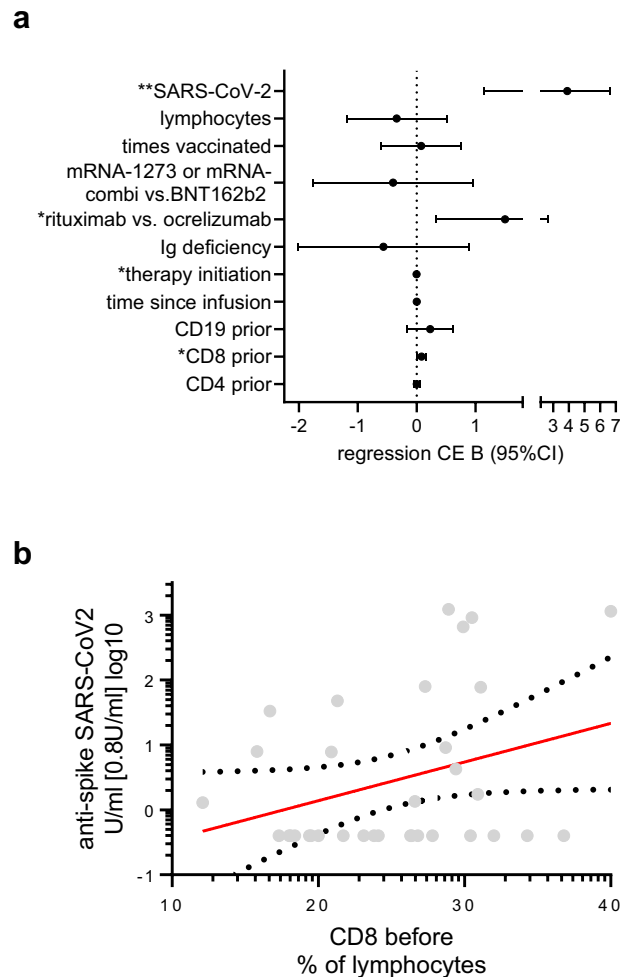 a
**SARS-CoV-2
lymphocytes
times vaccinated
mRNA-1273 or mRNA-
combi vs.BNT162b2
*rituximab vs. ocrelizumab
Ig deficiency
*therapy initiation
time since infusion
CD19 prior
*CD8 prior
CD4 prior
-2 -1 0 1 3 4 5 6 7
regression CE B (95%CI)
b
anti-spike SARS-CoV2
U/ml [0.8U/ml] log10
3
2
1
0
-1
10 20 30 40
CD8 before
% of lymphocytes